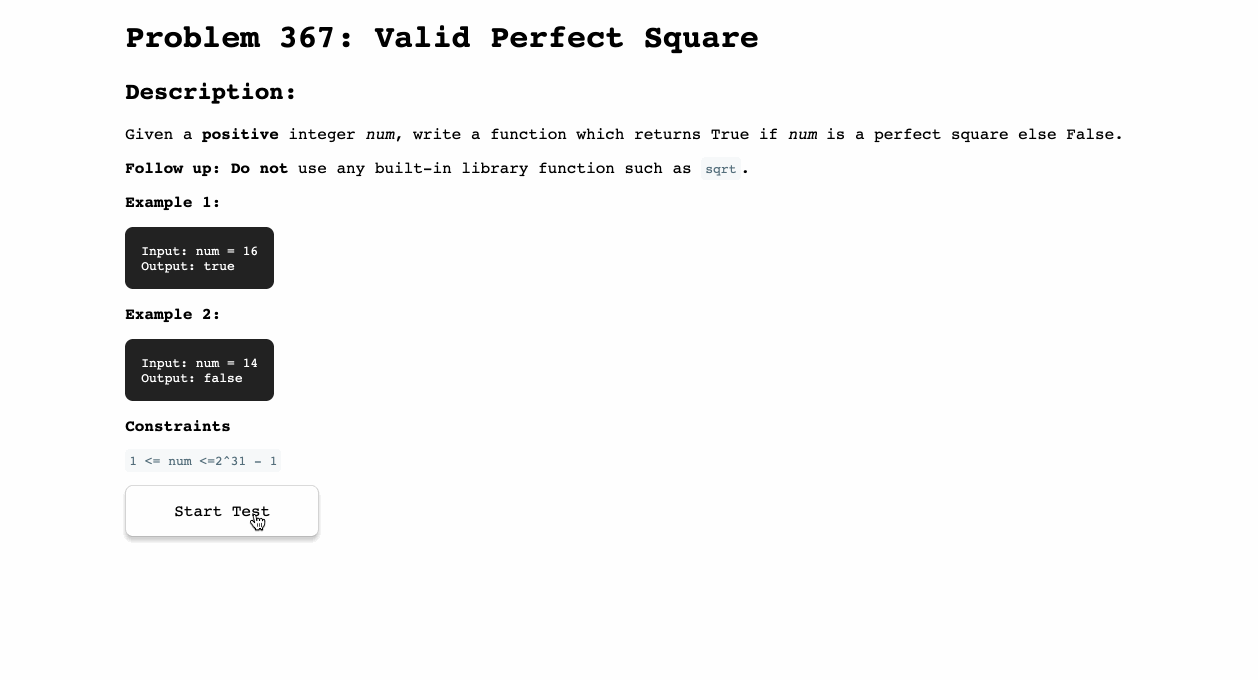 Problem 367: Valid Perfect Square
Description:
Given a positive integer num, write a function which returns True if num is a perfect square else False.
Follow up: Do not use any built-in library function such as sqrt.
Example 1:
Input: num = 16
Output: true
Example 2:
Input: num = 14
Output: false
Constraints
1 <= num <=2^31 - 1
Start Test